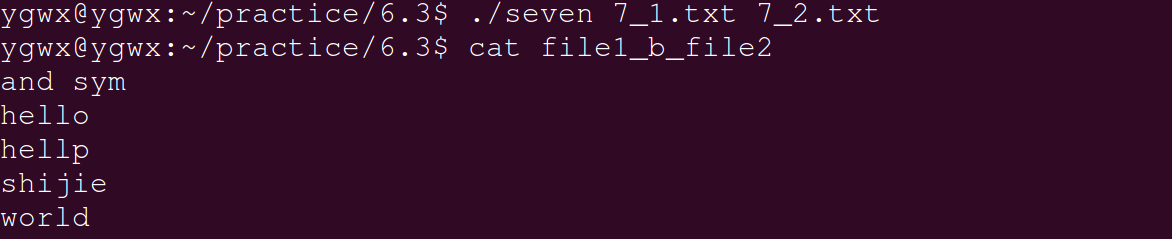 ygwx@ygwx:~/practice/6.3$ ./seven 7_1.txt 7_2.txt
ygwx@ygwx:~/practice/6.3$ cat file1_b_file2
and sym
hello
hellp
shijie
world